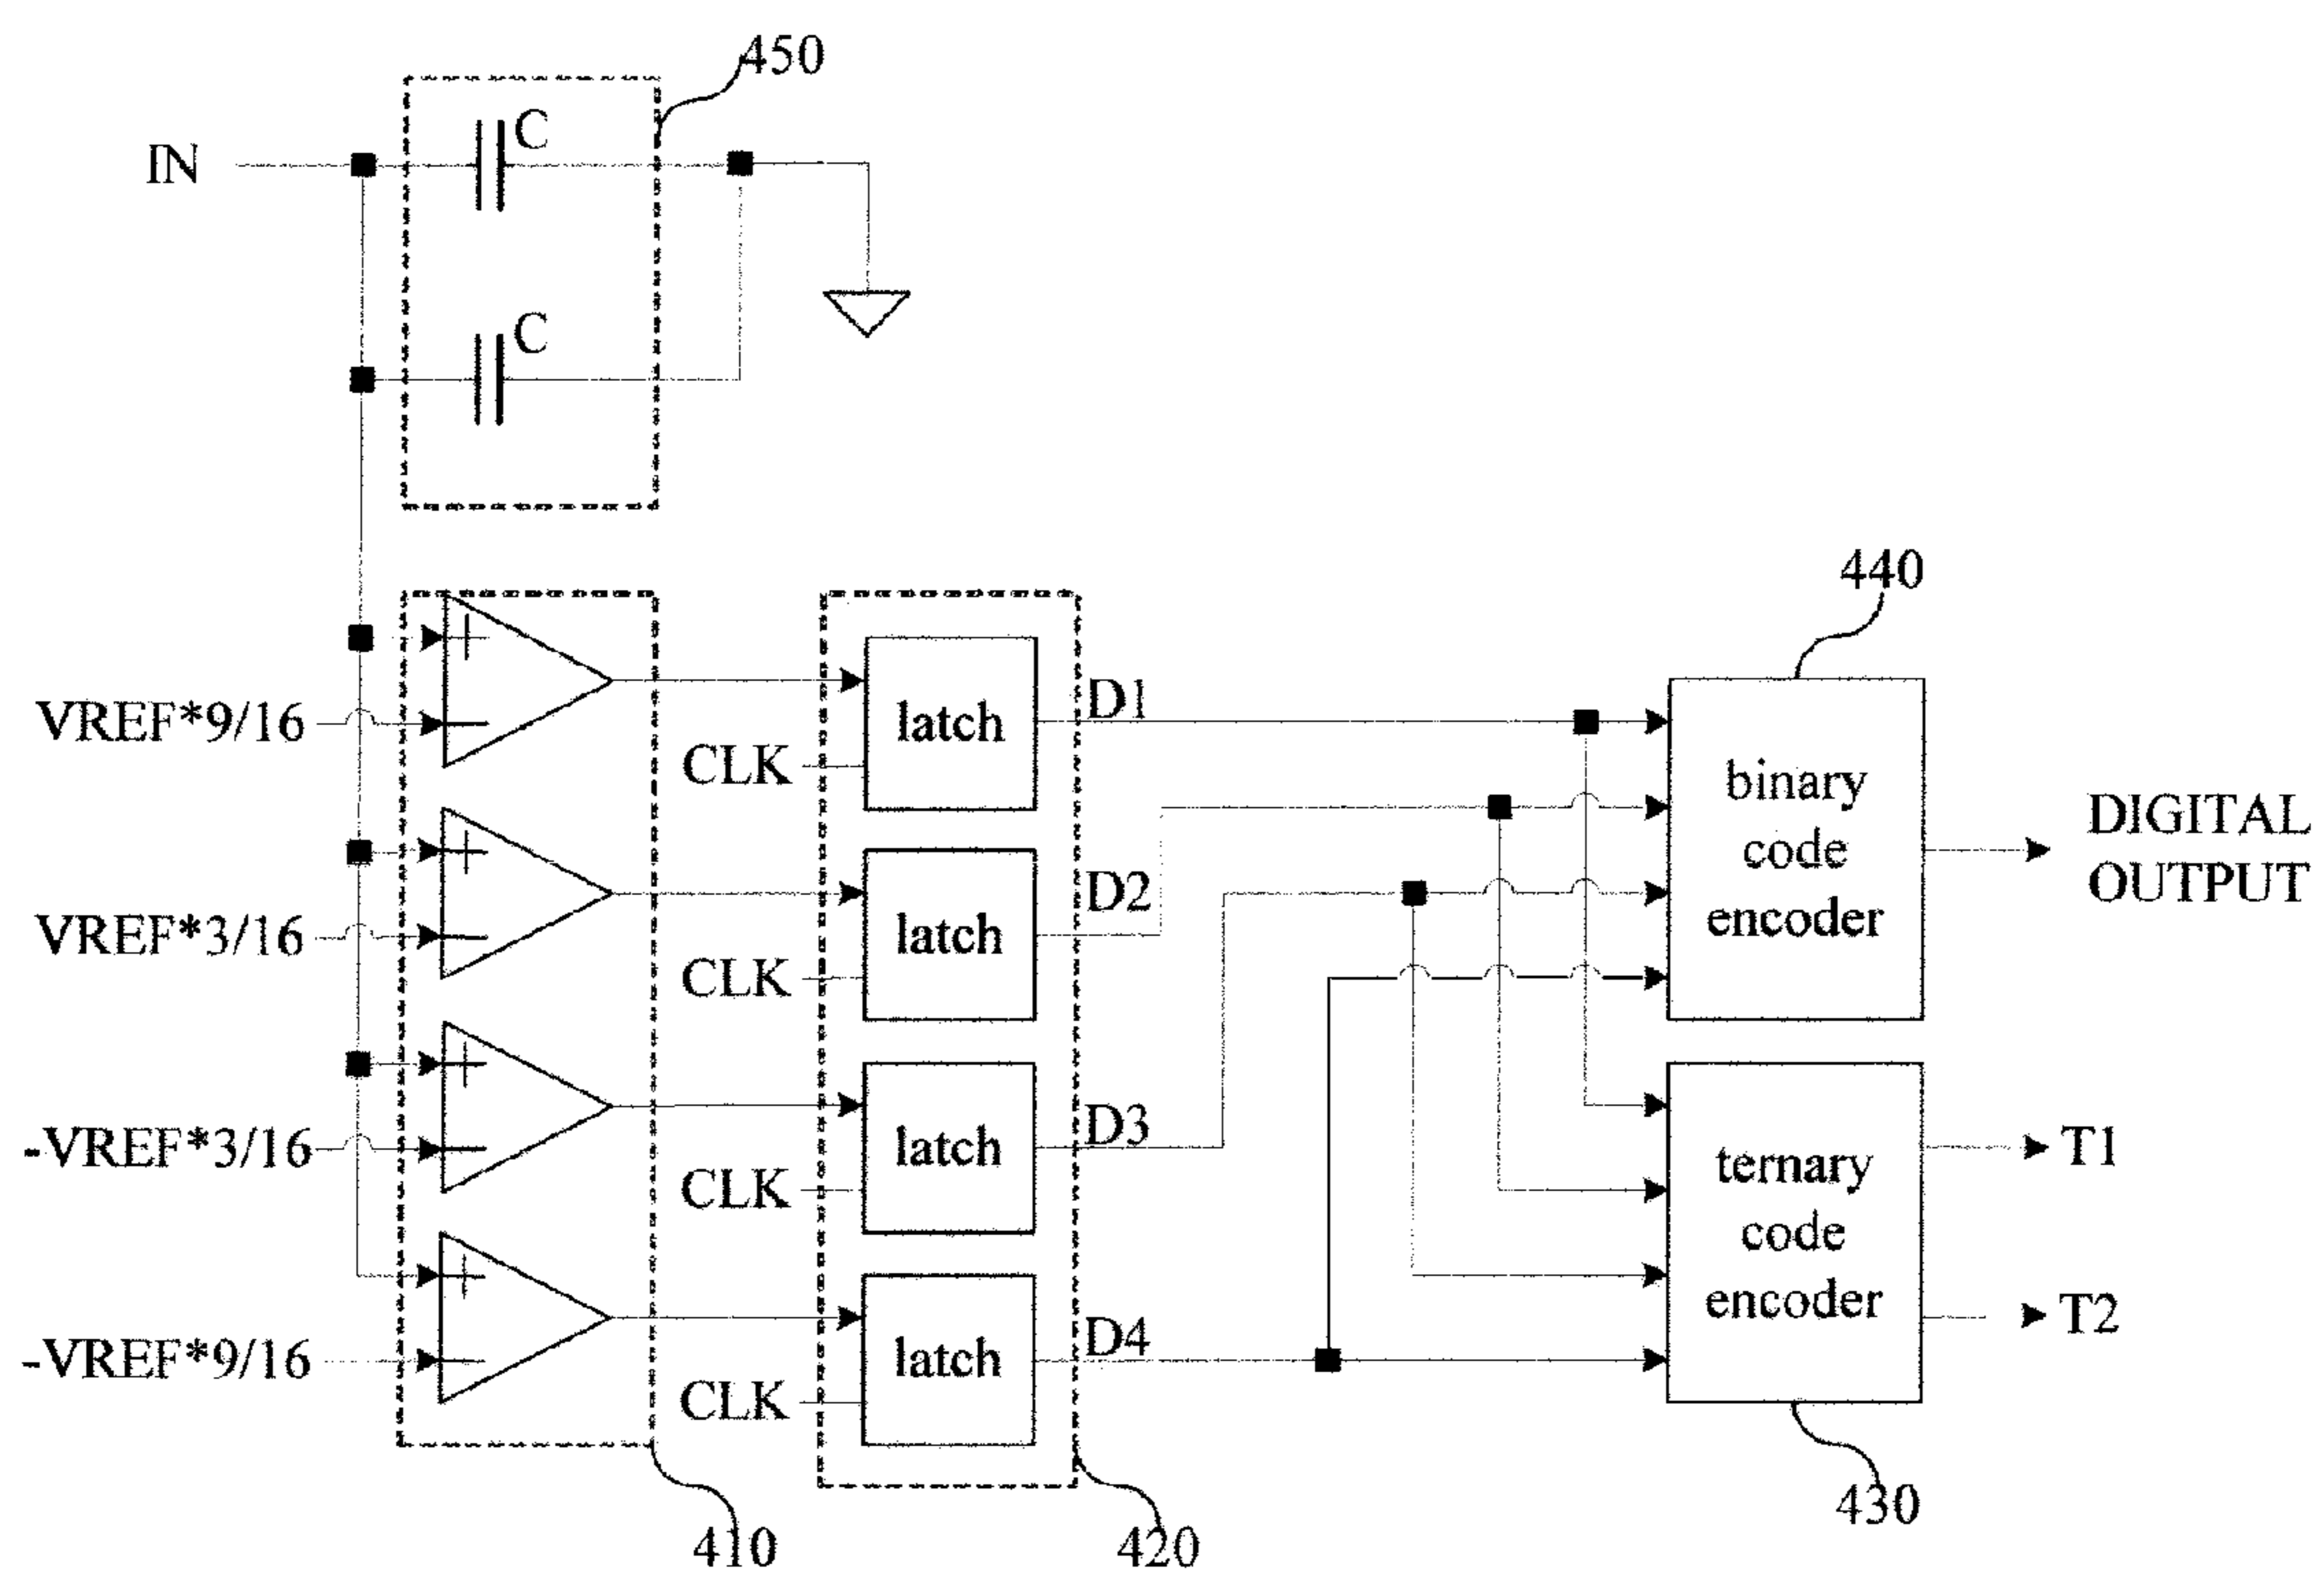 450
C
IN
C
440
VREF*9/16
+
−
latch
CLK
D1
VREF*3/16
+
−
latch
CLK
D2
binary
code
encoder
DIGITAL
OUTPUT
-VREF*3/16
+
−
latch
CLK
D3
-VREF*9/16
+
−
latch
CLK
D4
ternary
code
encoder
T1
T2
430
410
420